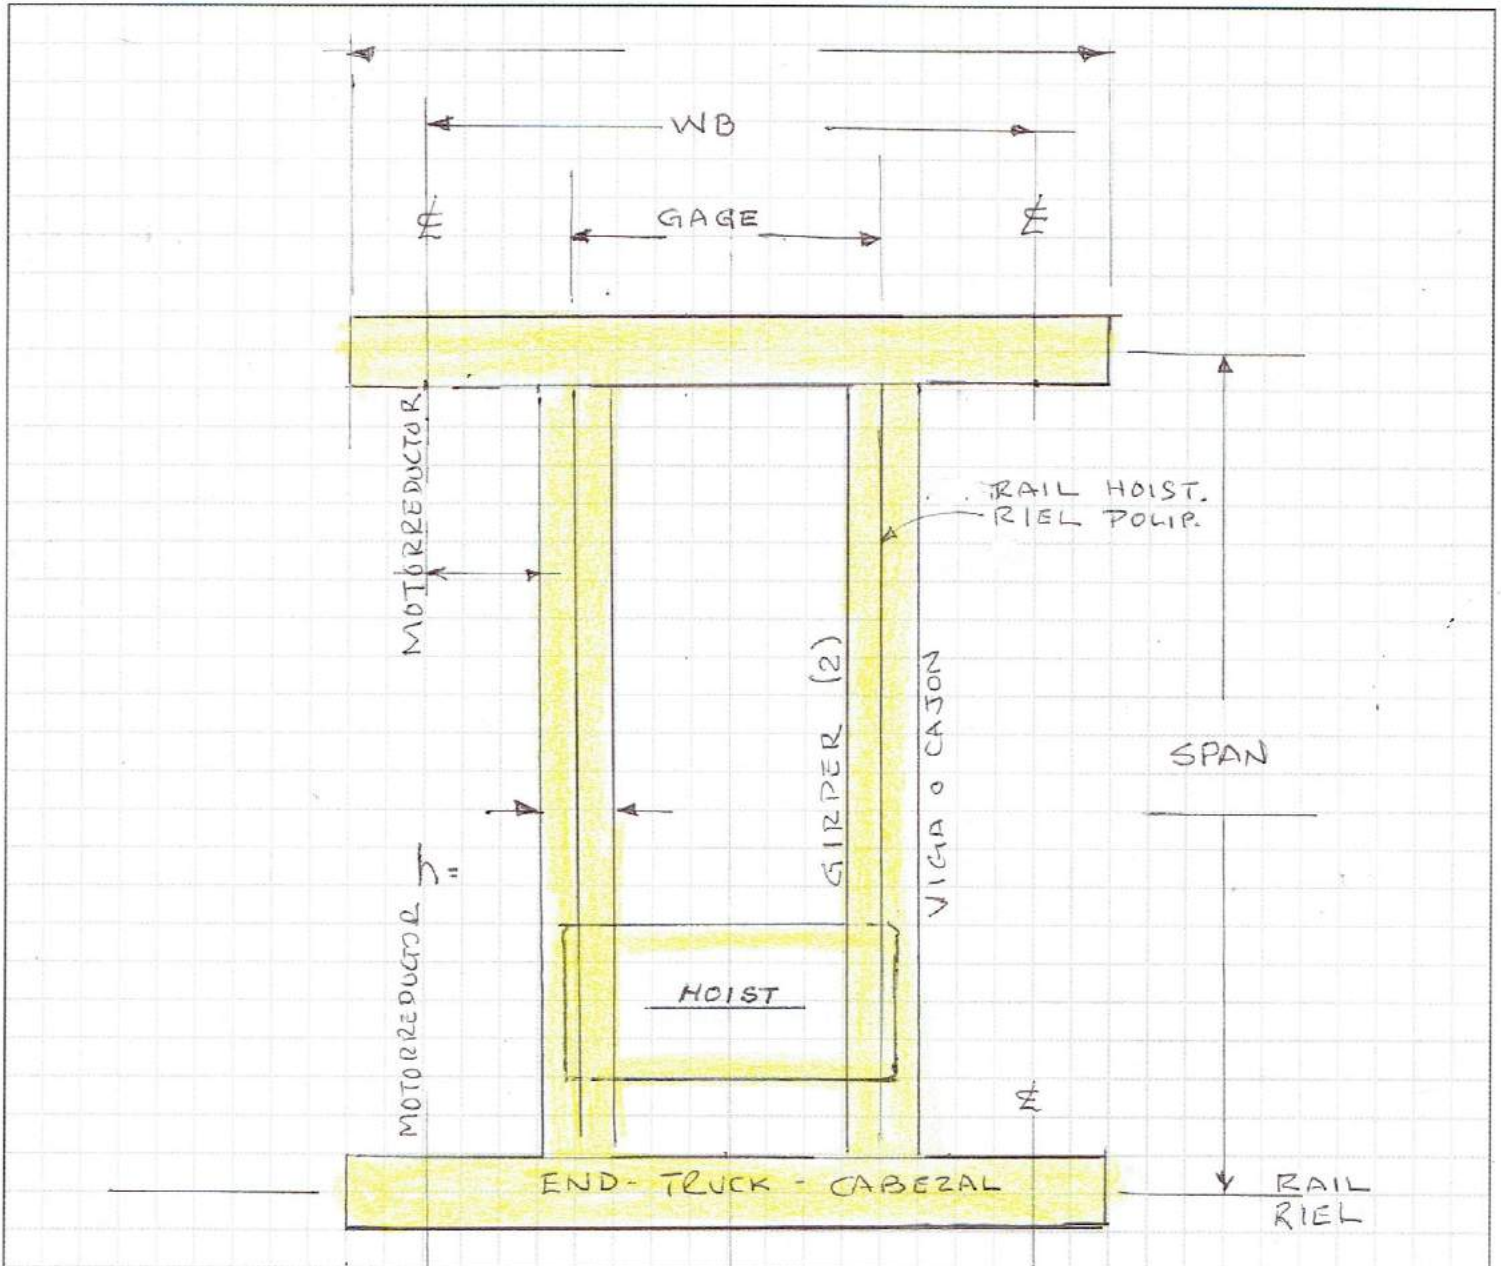 WB
℄
GAGE
℄
MOTORREDUCTOR
RAIL HOIST.
RIEL POLIP.
GIRDER (2)
VIGA O CAJON
SPAN
MOTORREDUCTOR
HOIST
℄
END-TRUCK-CABEZAL
RAIL
RIEL